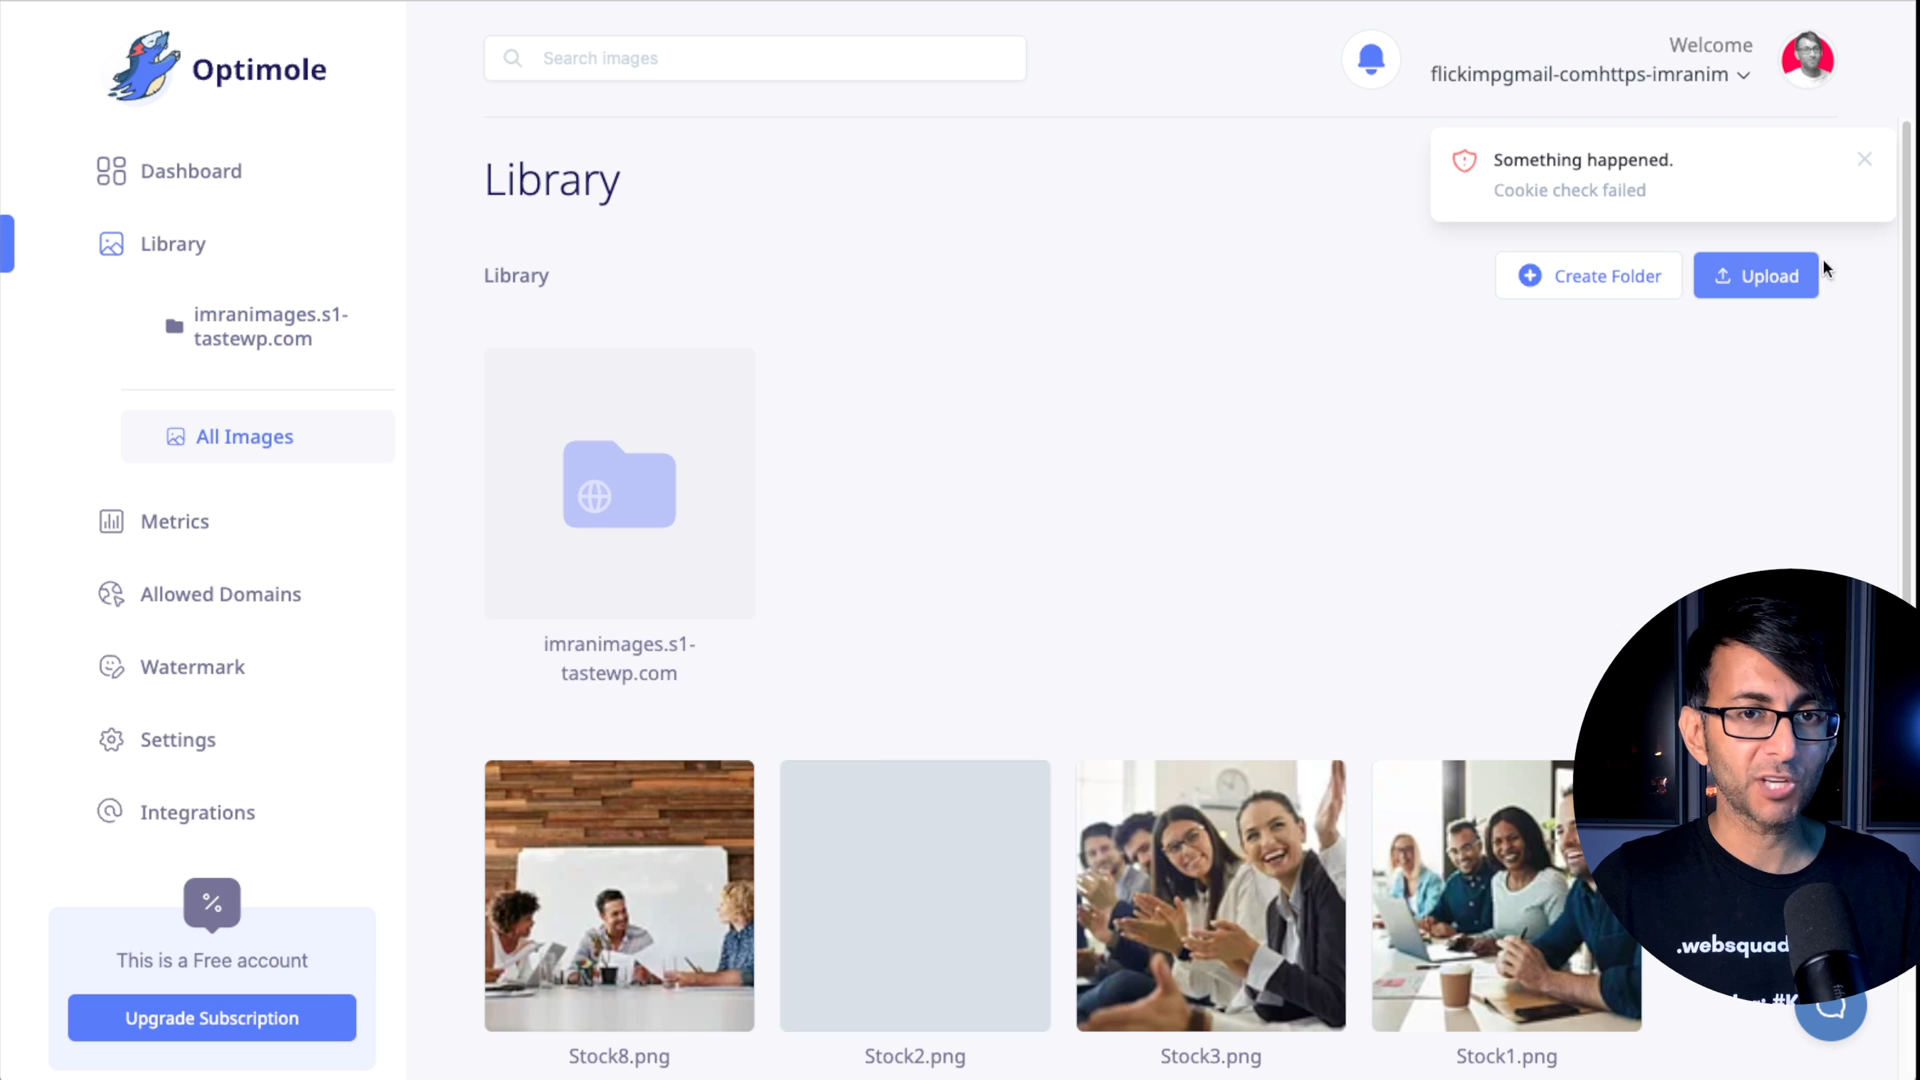 Optimole
Search images
Welcome
flickimpgmail-comhttps-imranim
Something happened.
Cookie check failed
Dashboard
Library
imranimages.s1-
tastewp.com
All Images
Metrics
Allowed Domains
Watermark
Settings
Integrations
%
This is a Free account
Upgrade Subscription
Library
Library
Create Folder
Upload
imranimages.s1-
tastewp.com
Stock8.png
Stock2.png
Stock3.png
Stock1.png
.websquad